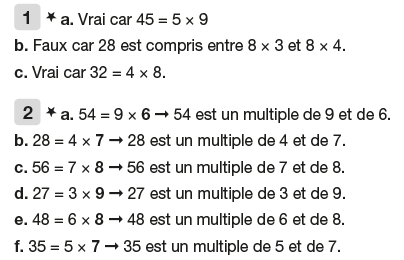 1 ★ a. Vrai car 45 = 5 × 9
b. Faux car 28 est compris entre 8 × 3 et 8 × 4.
c. Vrai car 32 = 4 × 8.
2 ★ a. 54 = 9 × 6 → 54 est un multiple de 9 et de 6.
b. 28 = 4 × 7 → 28 est un multiple de 4 et de 7.
c. 56 = 7 × 8 → 56 est un multiple de 7 et de 8.
d. 27 = 3 × 9 → 27 est un multiple de 3 et de 9.
e. 48 = 6 × 8 → 48 est un multiple de 6 et de 8.
f. 35 = 5 × 7 → 35 est un multiple de 5 et de 7.